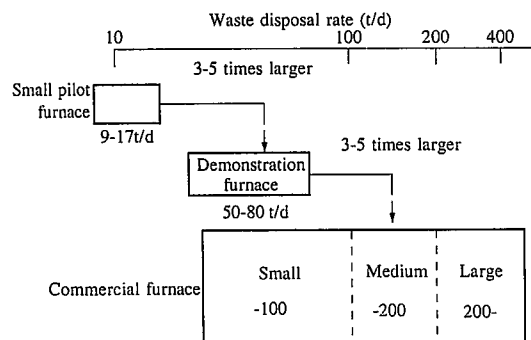 Waste disposal rate (t/d)
10 100 200 400
3-5 times larger
Small pilot
furnace
9-17t/d
3-5 times larger
Demonstration
furnace
50-80 t/d
Commercial furnace
Small Medium Large
-100 -200 200-